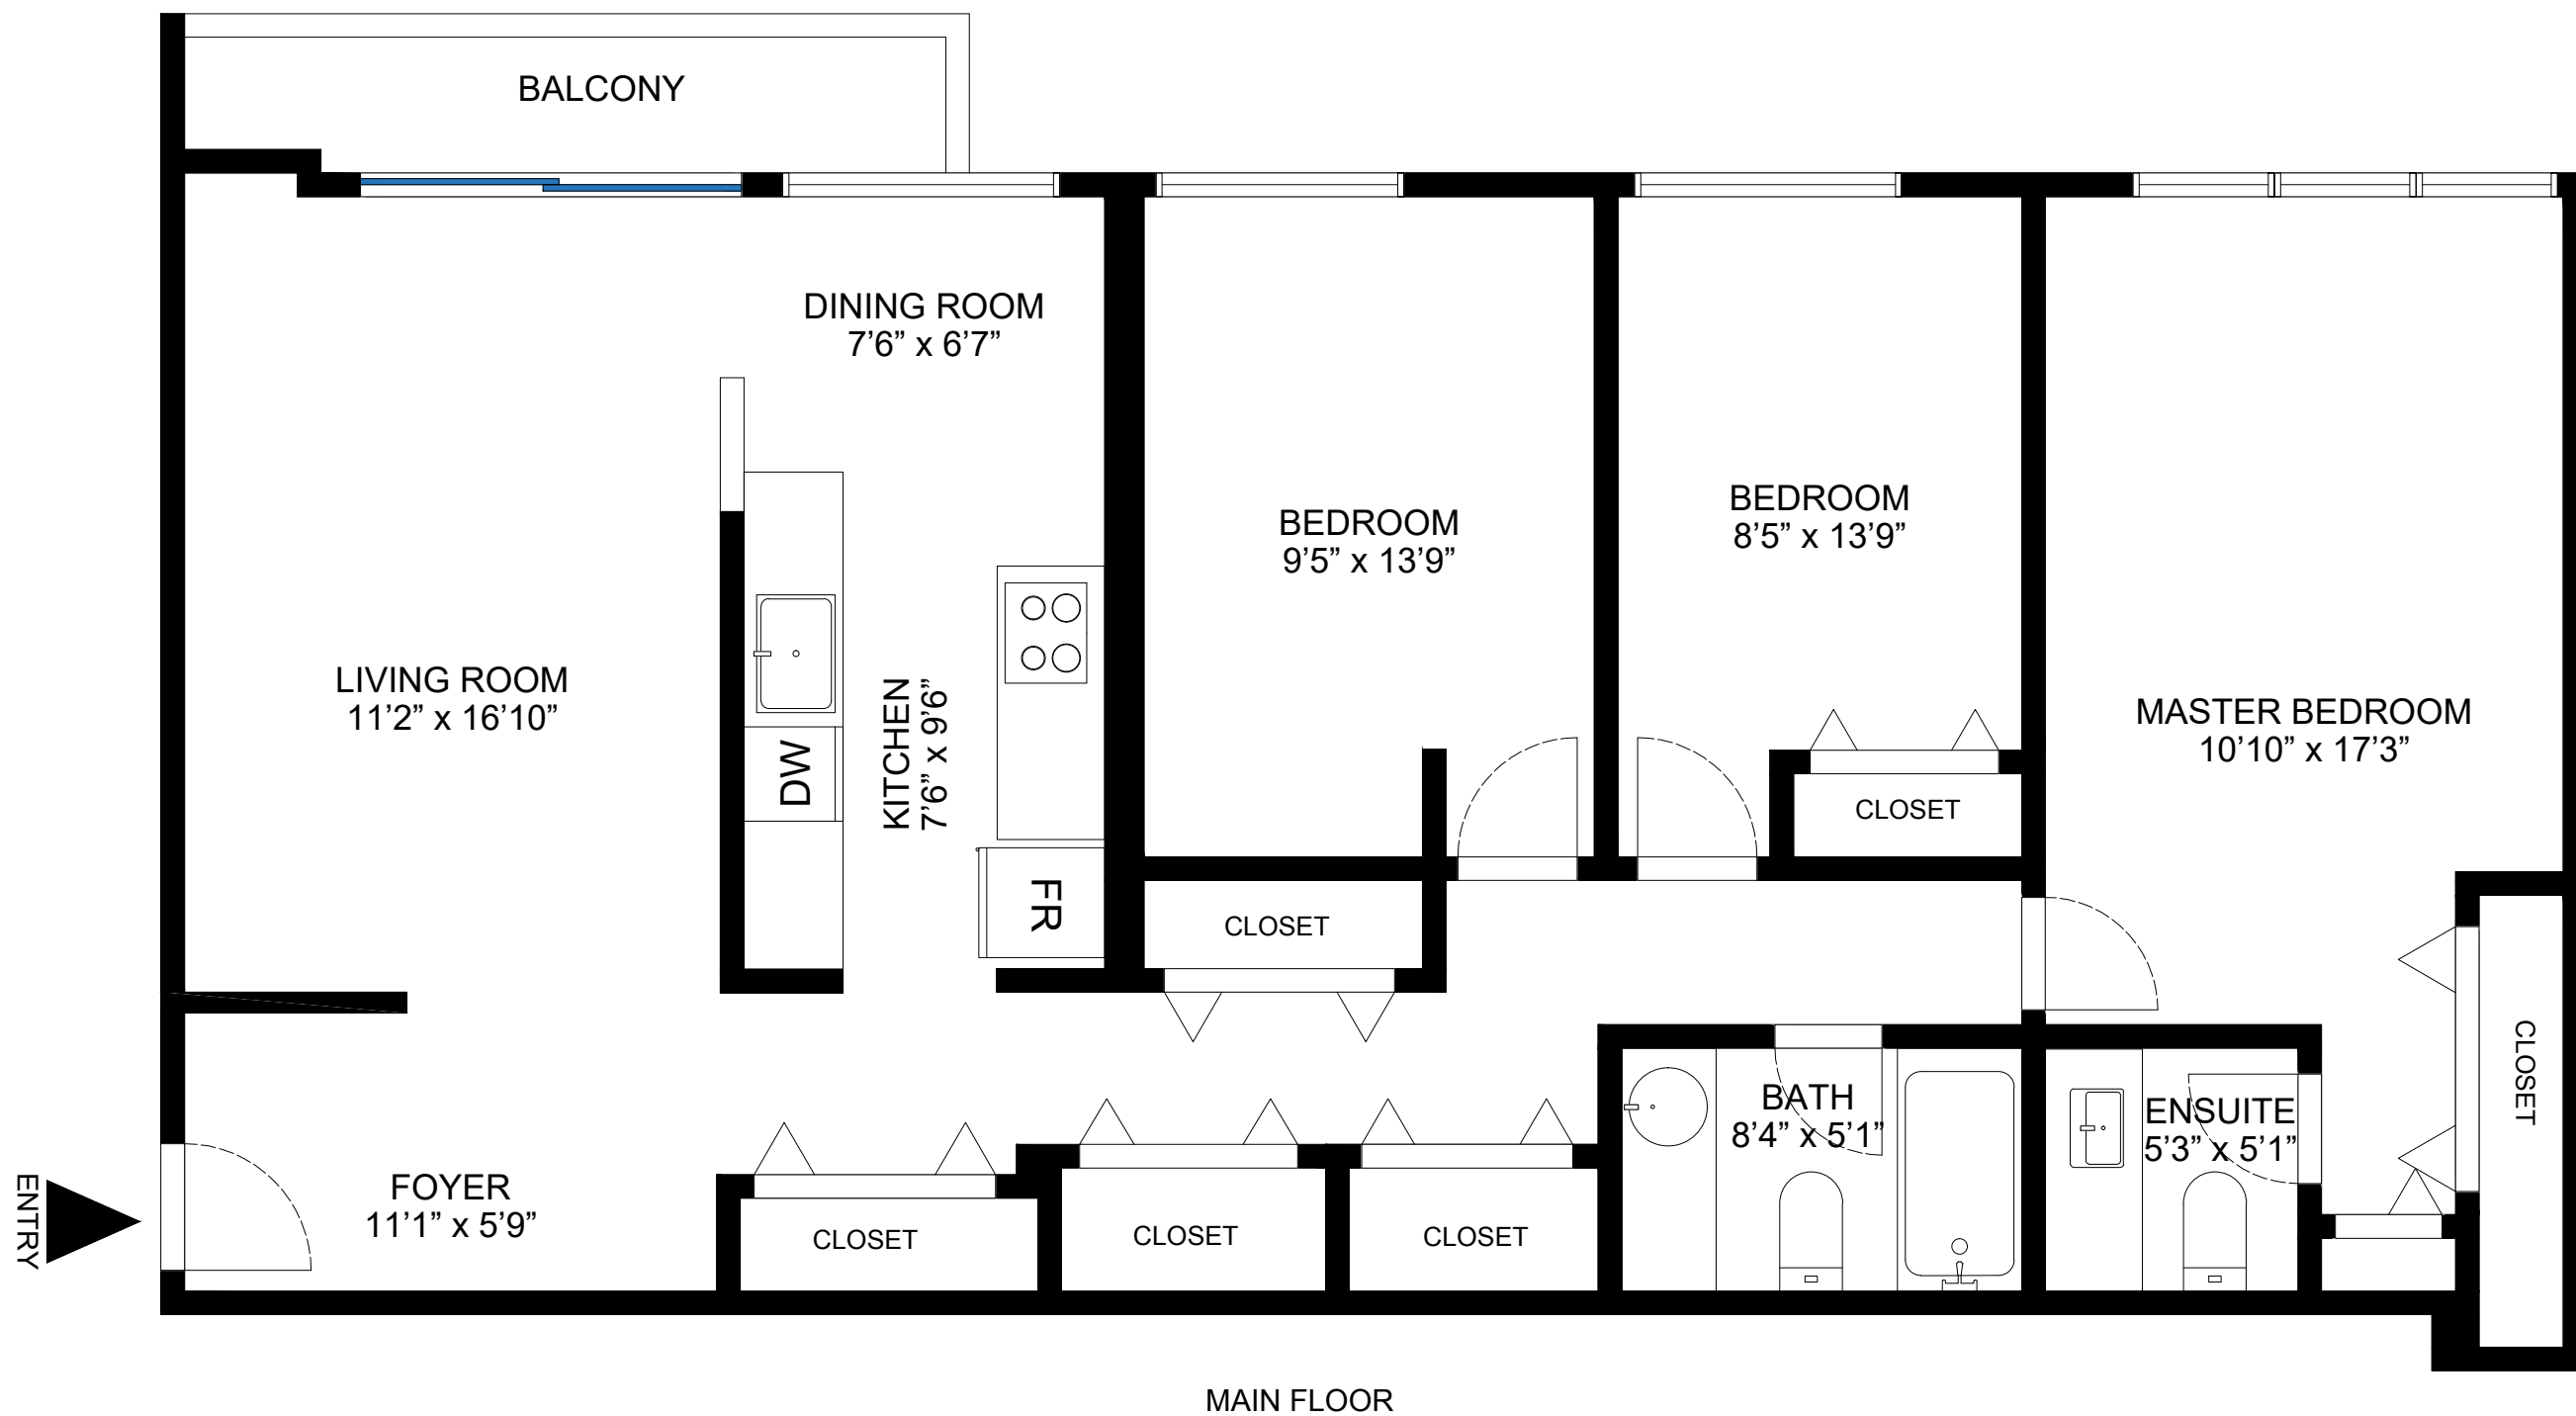 BALCONY
DINING ROOM
7’6” x 6’7”
BEDROOM
9’5” x 13’9”
BEDROOM
8’5” x 13’9”
LIVING ROOM
11’2” x 16’10”
KITCHEN
7’6” x 9’6”
DW
FR
MASTER BEDROOM
10’10” x 17’3”
CLOSET
CLOSET
CLOSET
BATH
8’4” x 5’1”
ENSUITE
5’3” x 5’1”
ENTRY
FOYER
11’1” x 5’9”
CLOSET
CLOSET
CLOSET
MAIN FLOOR